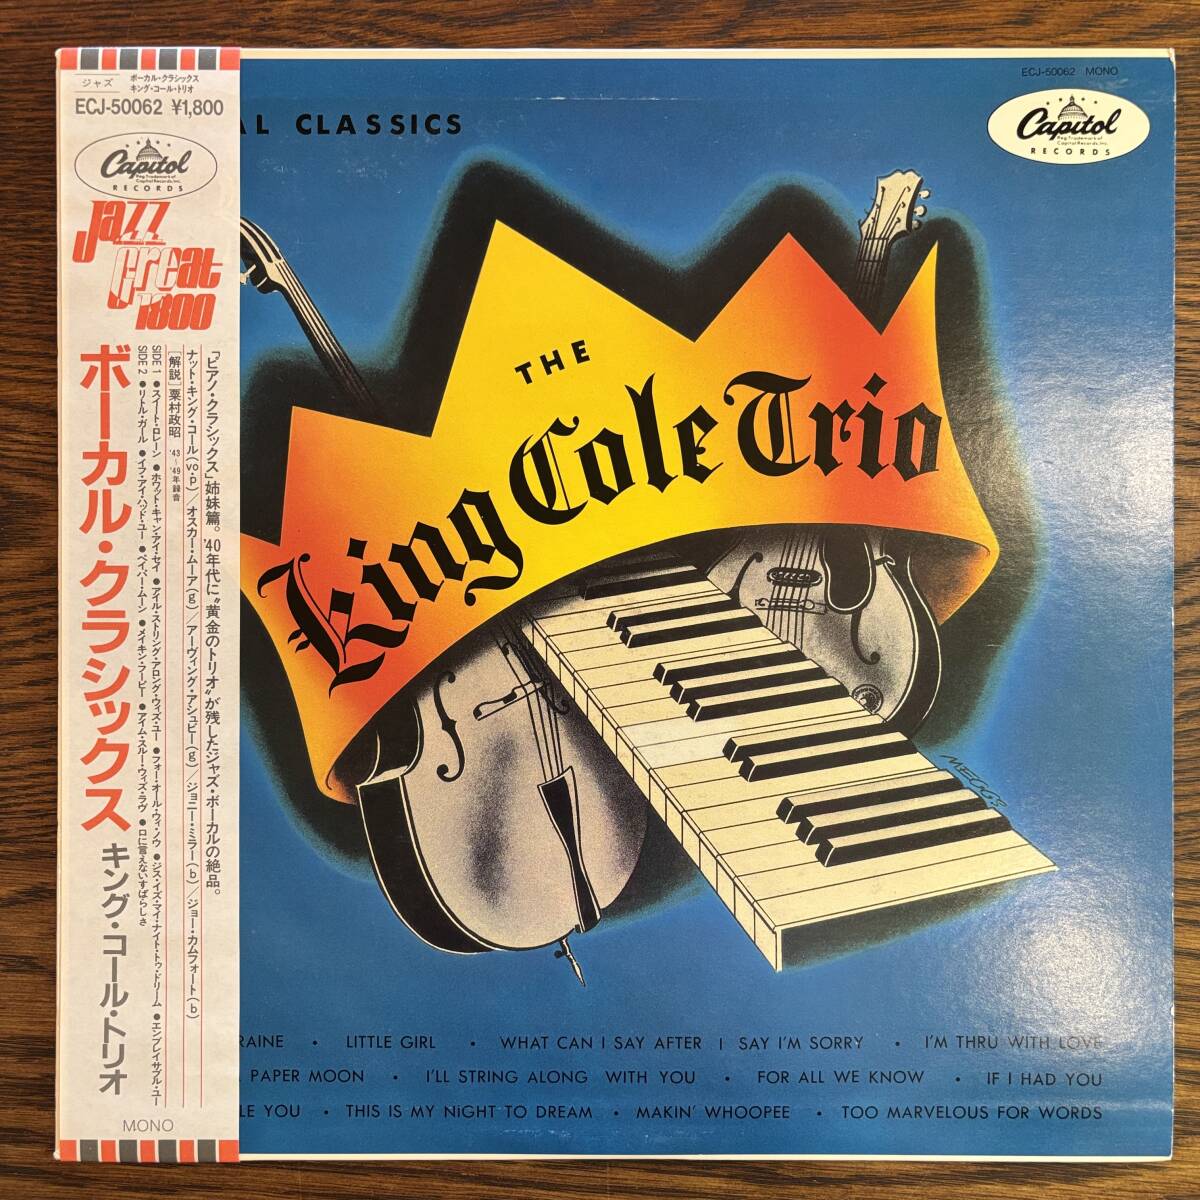 ジャズ
ボーカル・クラシックス
キング・コール・トリオ
ECJ-50062 ¥1,800
Capitol
Reg. Trademark of
Capitol Records, Inc.
RECORDS
Jazz
Great
1800
ボーカル・クラシックス キング・コール・トリオ
『ピアノ・クラシックス』姉妹篇。'40年代に“黄金のトリオ”が残したジャズ・ボーカルの絶品。
ナット・キング・コール(vo・p)/オスカー・ムーア(g)/アーヴィング・アシュビー(g)/ジョニー・ミラー(b)/ジョー・カムフォート(b)
[解説]粟村政昭 '43~'49年録音
SIDE 1 ●スイート・ロレーン ●ホワット・キャン・アイ・セイ ●アイル・ストリング・アロング・ウィズ・ユー ●フォー・オール・ウィ・ノウ ●ジス・イズ・マイ・ナイト・トゥ・ドリーム ●エンブレイサブル・ユー
SIDE 2 ●リトル・ガール ●イフ・アイ・ハッド・ユー ●ペイパー・ムーン ●メイキン・フーピー ●アイム・スルー・ウィズ・ラヴ ●口に言えないすばらしさ
MONO
AL CLASSICS
ECJ-50062 MONO
Capitol
Reg. Trademark of
Capitol Records, Inc.
RECORDS
THE
King Cole Trio
MEGGS
RAINE • LITTLE GIRL • WHAT CAN I SAY AFTER I SAY I'M SORRY • I'M THRU WITH LOVE
A PAPER MOON • I'LL STRING ALONG WITH YOU • FOR ALL WE KNOW • IF I HAD YOU
LE YOU • THIS IS MY NIGHT TO DREAM • MAKIN' WHOOPEE • TOO MARVELOUS FOR WORDS